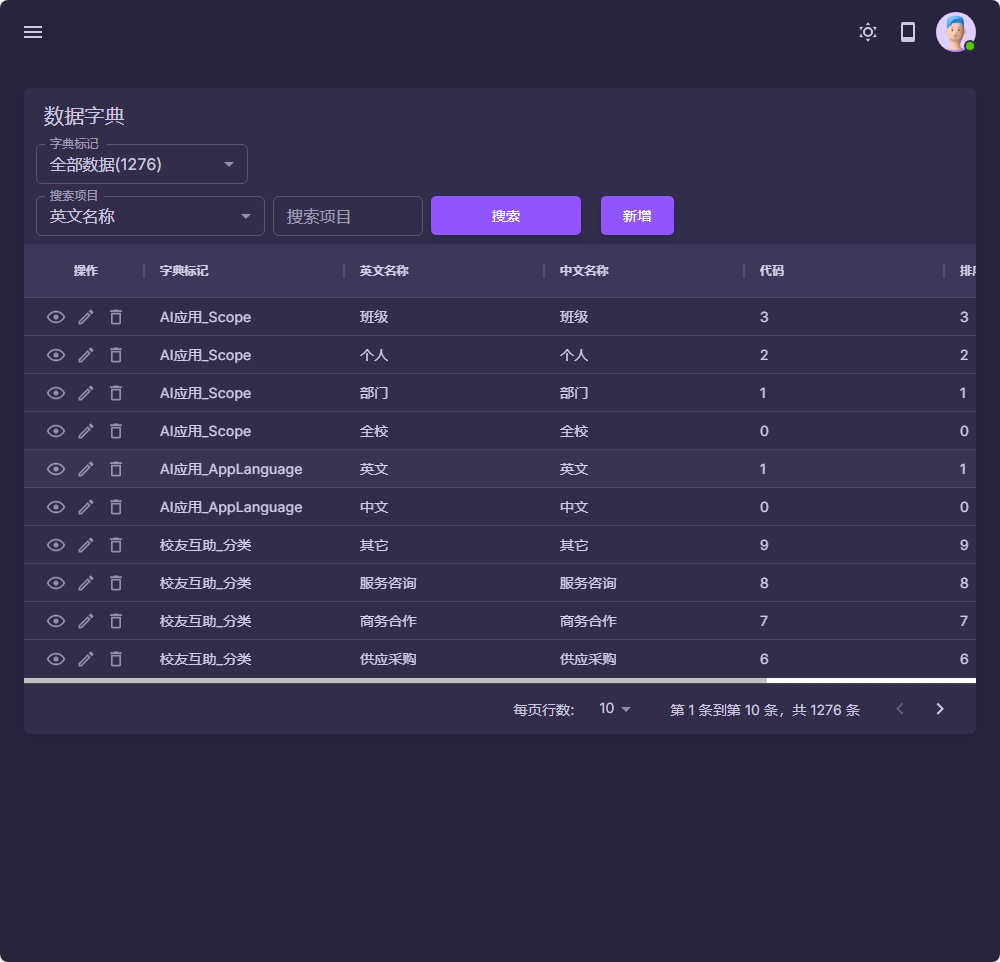 数据字典
字典标记
全部数据(1276)
搜索项目
英文名称 搜索项目 搜索 新增
操作 字典标记 英文名称 中文名称 代码
AI应用_Scope 班级 班级 3 3
AI应用_Scope 个人 个人 2 2
AI应用_Scope 部门 部门 1 1
AI应用_Scope 全校 全校 0 0
AI应用_AppLanguage 英文 英文 1 1
AI应用_AppLanguage 中文 中文 0 0
校友互助_分类 其它 其它 9 9
校友互助_分类 服务咨询 服务咨询 8 8
校友互助_分类 商务合作 商务合作 7 7
校友互助_分类 供应采购 供应采购 6 6
每页行数: 10 第 1 条到第 10 条，共 1276 条